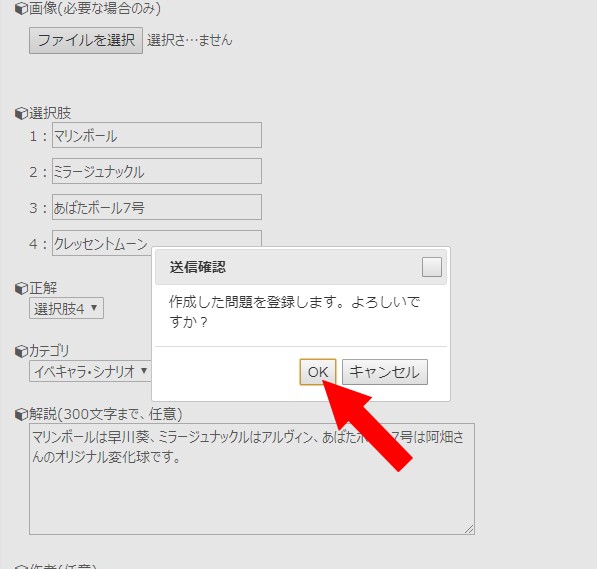 画像(必要な場合のみ)
ファイルを選択 選択さ…ません
選択肢
1：マリンボール
2：ミラージュナックル
3：あばたボール7号
4：クレッセントムーン
送信確認
作成した問題を登録します。よろしいで
すか？
OK キャンセル
正解
選択肢4
カテゴリ
イベキャラ・シナリオ
解説(300文字まで、任意)
マリンボールは早川葵、ミラージュナックルはアルヴィン、あばたボール7号は阿畑さ
んのオリジナル変化球です。
作者(任意)